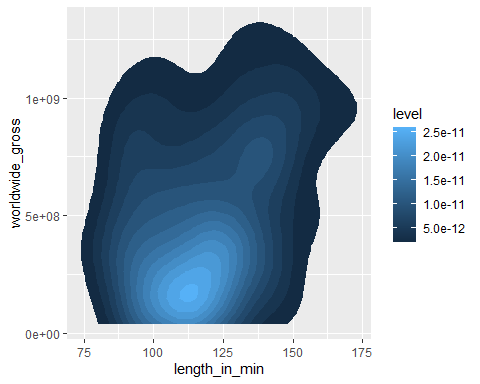 worldwide_gross
1e+09
5e+08
0e+00
75
100
125
150
175
length_in_min
level
2.5e-11
2.0e-11
1.5e-11
1.0e-11
5.0e-12